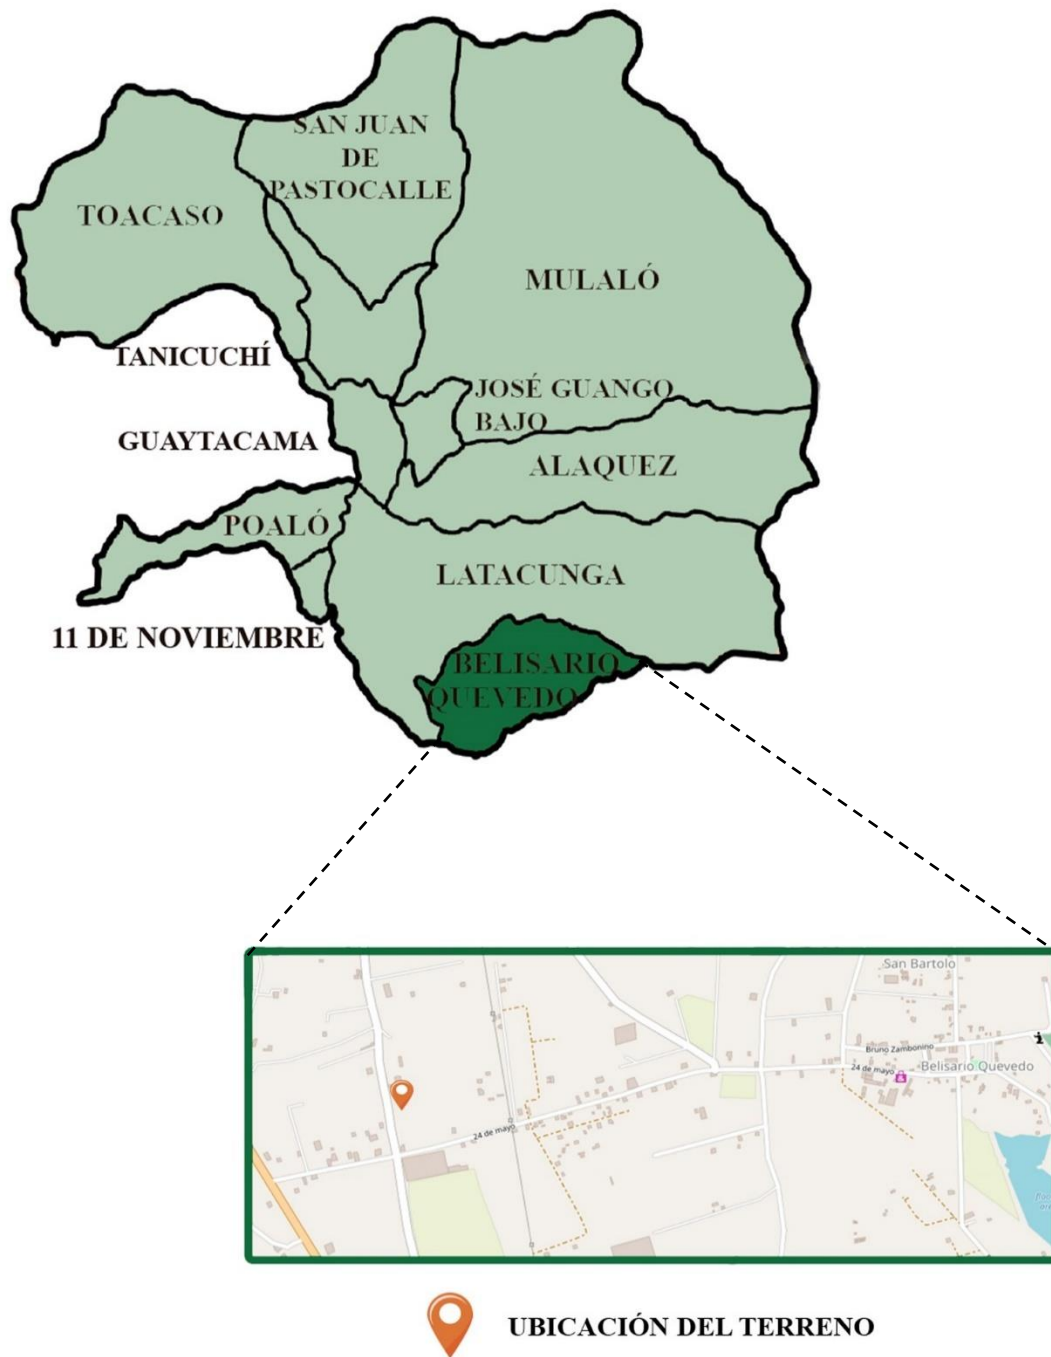 SAN JUAN
DE
PASTOCALLE
TOACASO
MULALÓ
TANICUCHÍ
JOSÉ GUANGO
BAJO
GUAYTACAMA
ALAQUEZ
POALÓ
LATACUNGA
11 DE NOVIEMBRE
BELISARIO
QUEVEDO
San Bartolo
Bruno Zambonino
24 de mayo
Belisario Quevedo
24 de mayo
UBICACIÓN DEL TERRENO